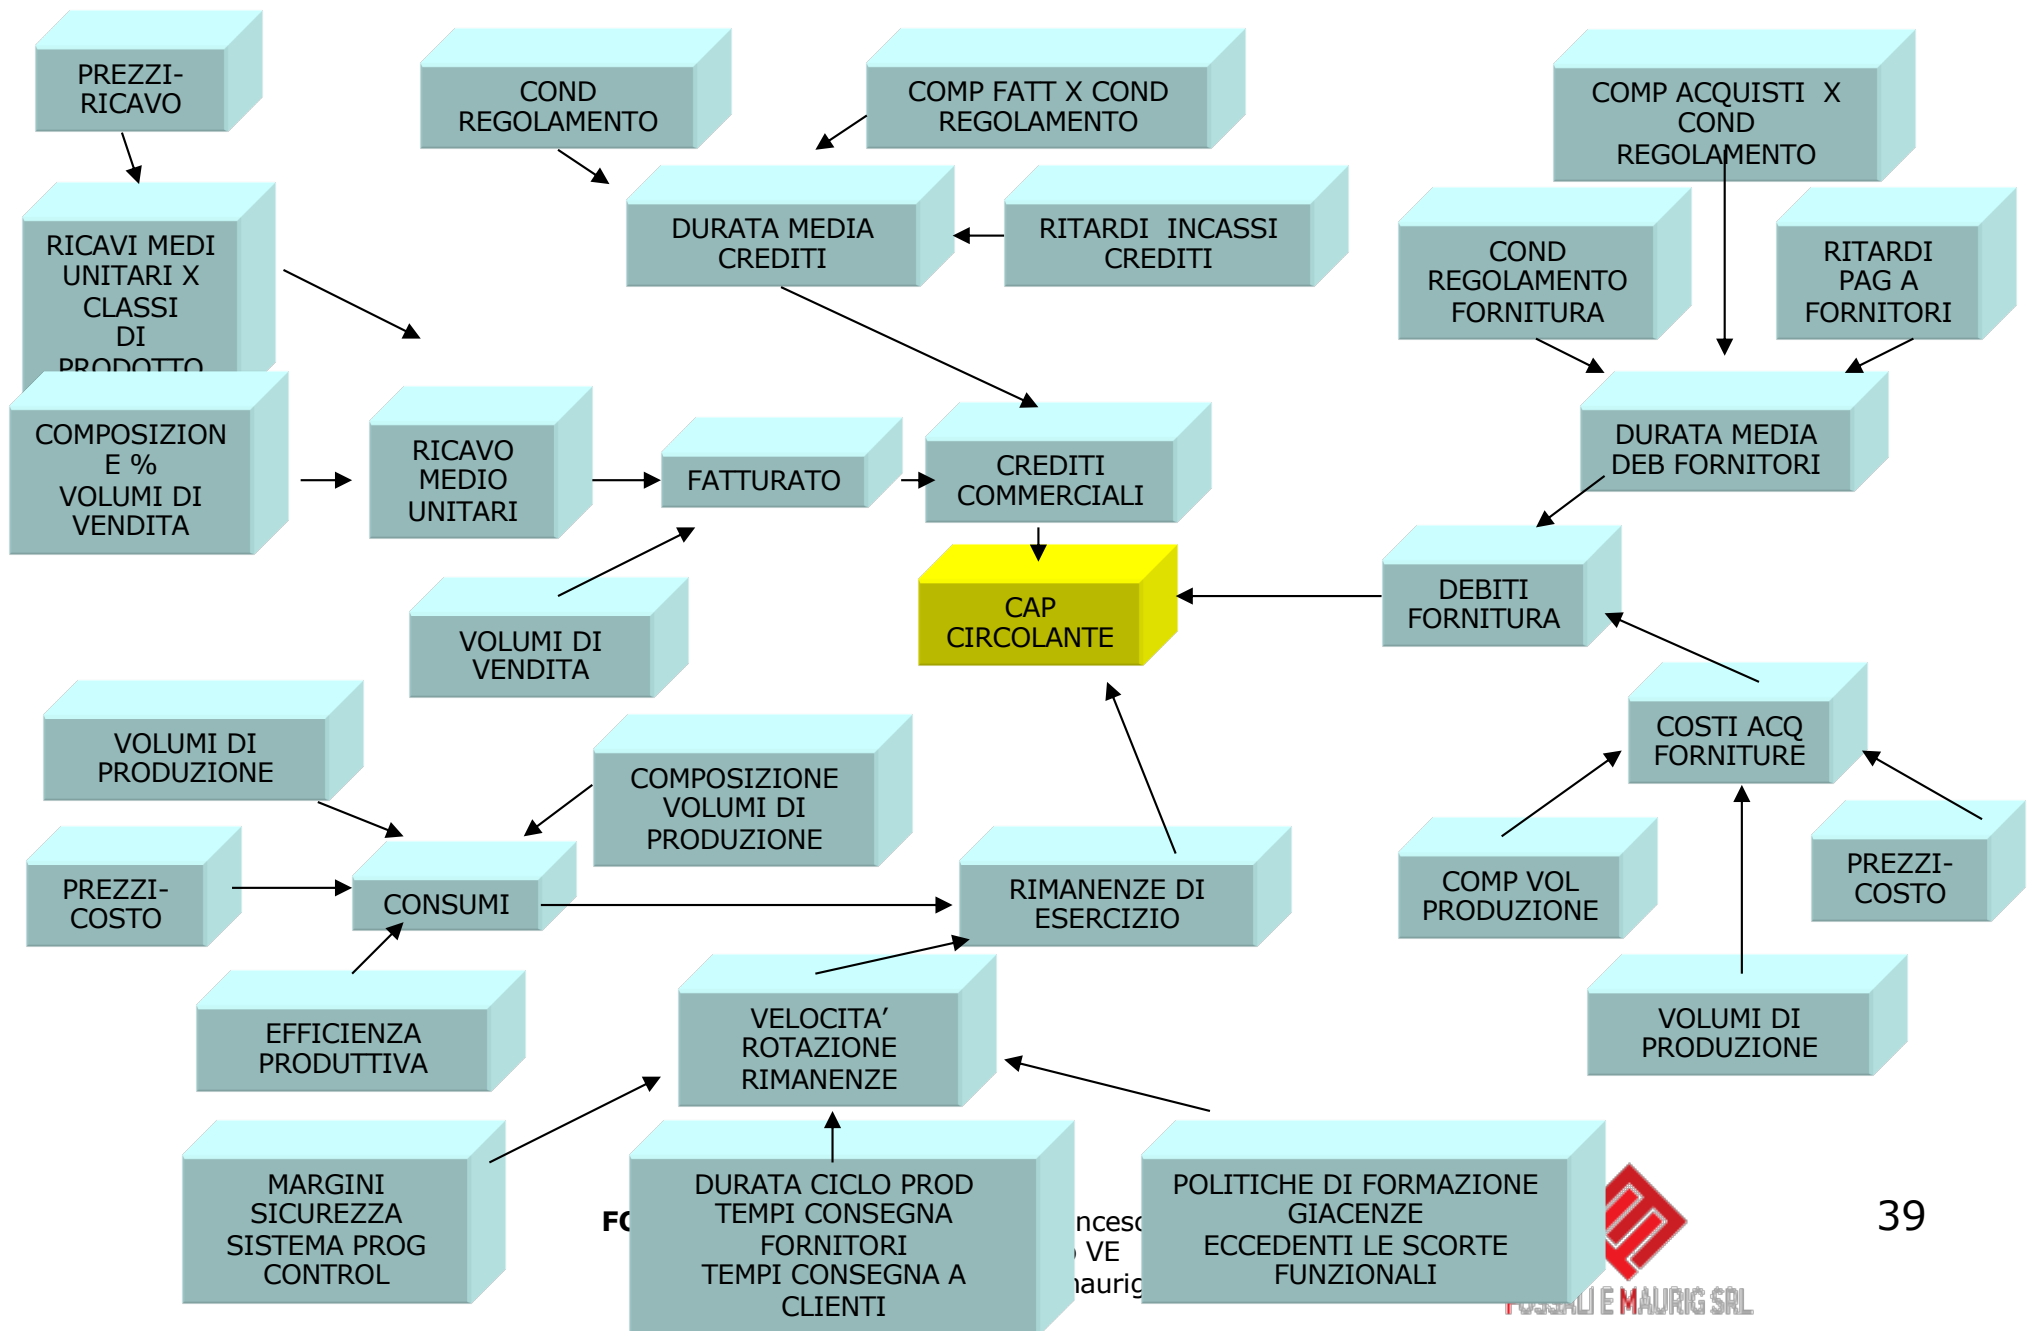 PREZZI-
RICAVO
COND
REGOLAMENTO
COMP FATT X COND
REGOLAMENTO
COMP ACQUISTI X
COND
REGOLAMENTO
RICAVI MEDI
UNITARI X
CLASSI
DI
PRODOTTO
DURATA MEDIA
CREDITI
RITARDI INCASSI
CREDITI
COND
REGOLAMENTO
FORNITURA
RITARDI
PAG A
FORNITORI
COMPOSIZION
E %
VOLUMI DI
VENDITA
RICAVO
MEDIO
UNITARI
FATTURATO
CREDITI
COMMERCIALI
DURATA MEDIA
DEB FORNITORI
VOLUMI DI
VENDITA
CAP
CIRCOLANTE
DEBITI
FORNITURA
VOLUMI DI
PRODUZIONE
COMPOSIZIONE
VOLUMI DI
PRODUZIONE
COSTI ACQ
FORNITURE
PREZZI-
COSTO
CONSUMI
RIMANENZE DI
ESERCIZIO
COMP VOL
PRODUZIONE
PREZZI-
COSTO
EFFICIENZA
PRODUTTIVA
VELOCITA’
ROTAZIONE
RIMANENZE
VOLUMI DI
PRODUZIONE
MARGINI
SICUREZZA
SISTEMA PROG
CONTROL
DURATA CICLO PROD
TEMPI CONSEGNA
FORNITORI
TEMPI CONSEGNA A
CLIENTI
POLITICHE DI FORMAZIONE
GIACENZE
ECCEDENTI LE SCORTE
FUNZIONALI
VE
39
E MAURIG SRL